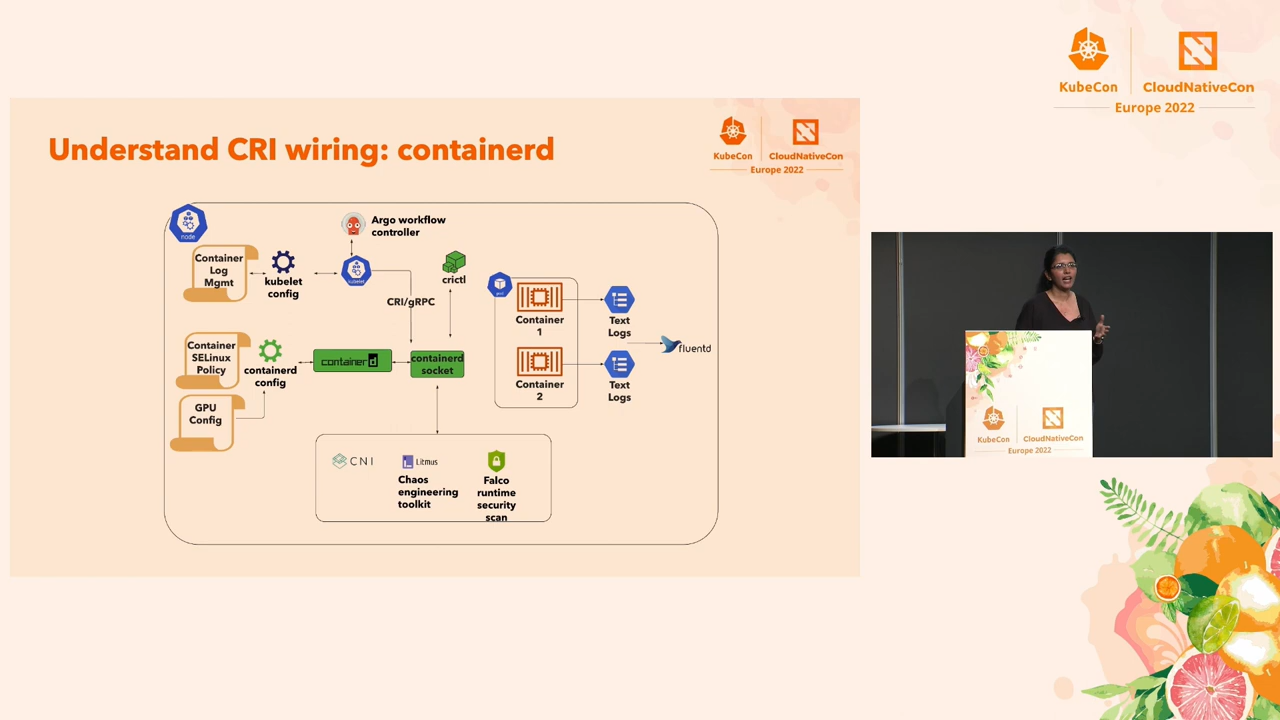 KubeCon
CloudNativeCon
Europe 2022
Understand CRI wiring: containerd
KubeCon
CloudNativeCon
Europe 2022
node
Argo workflow
controller
Container
Log
Mgmt
kubelet
config
kubelet
CRI/gRPC
crictl
Container
1
Text
Logs
fluentd
Container
2
Text
Logs
Container
SELinux
Policy
containerd
config
containerd
containerd
socket
GPU
Config
CNI
Litmus
Chaos
engineering
toolkit
Falco
runtime
security
scan
KubeCon
CloudNativeCon
Europe 2022